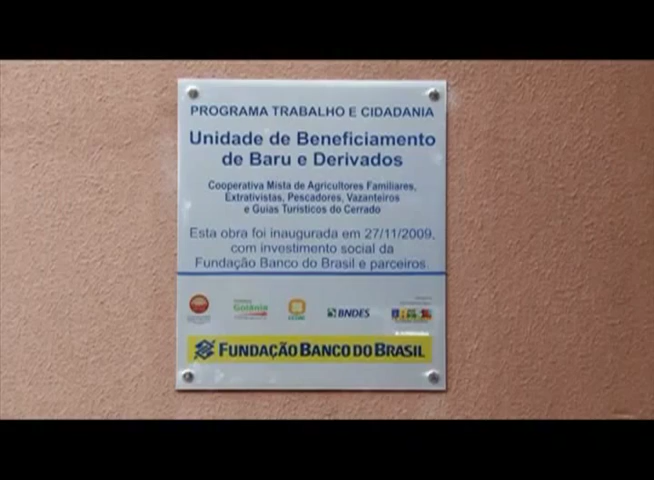 PROGRAMA TRABALHO E CIDADANIA
Unidade de Beneficiamento
de Baru e Derivados
Cooperativa Mista de Agricultores Familiares,
Extrativistas, Pescadores, Vazanteiros
e Guias Turísticos do Cerrado
Esta obra foi inaugurada em 27/11/2009,
com investimento social da
Fundação Banco do Brasil e parceiros
Goiânia
BNDES
FUNDAÇÃO BANCO DO BRASIL